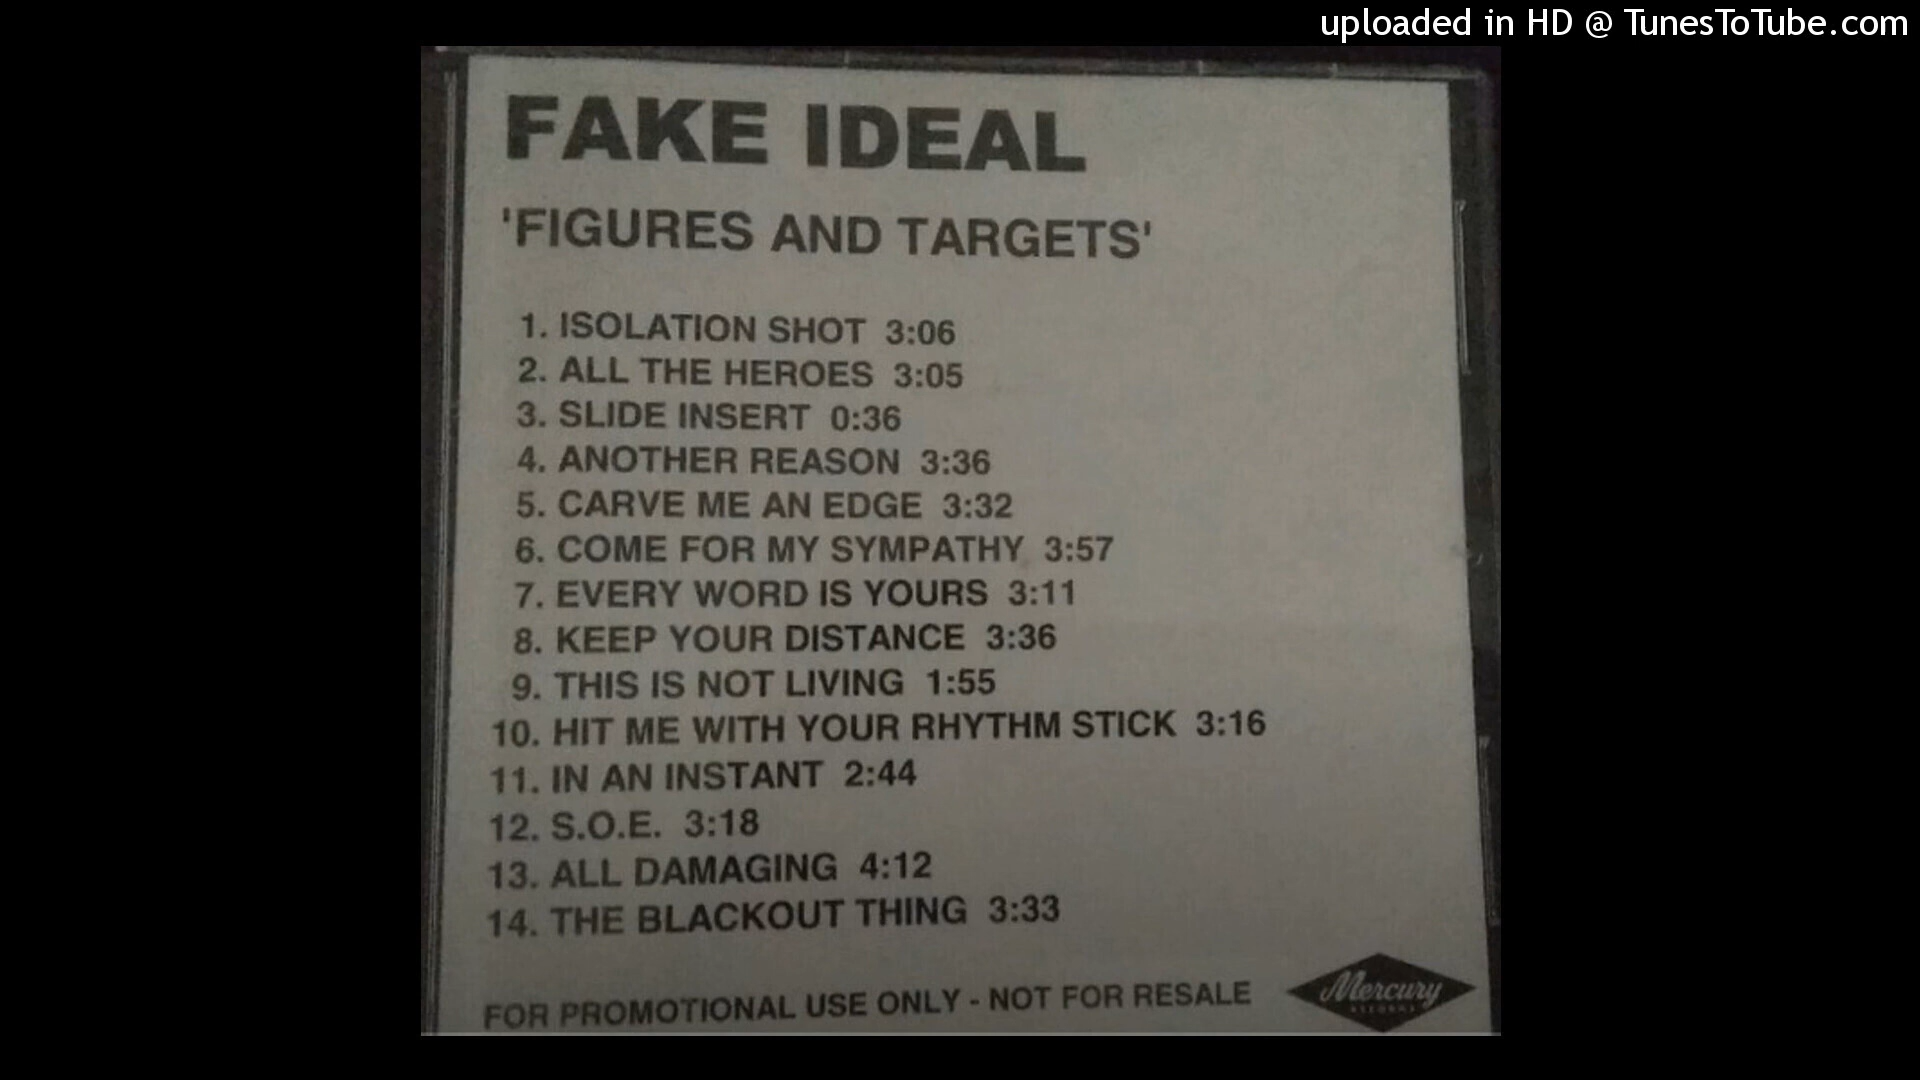 uploaded in HD @ TunesToTube.com
FAKE IDEAL
'FIGURES AND TARGETS'
1. ISOLATION SHOT 3:06
2. ALL THE HEROES 3:05
3. SLIDE INSERT 0:36
4. ANOTHER REASON 3:36
5. CARVE ME AN EDGE 3:32
6. COME FOR MY SYMPATHY 3:57
7. EVERY WORD IS YOURS 3:11
8. KEEP YOUR DISTANCE 3:36
9. THIS IS NOT LIVING 1:55
10. HIT ME WITH YOUR RHYTHM STICK 3:16
11. IN AN INSTANT 2:44
12. S.O.E. 3:18
13. ALL DAMAGING 4:12
14. THE BLACKOUT THING 3:33
FOR PROMOTIONAL USE ONLY - NOT FOR RESALE
Mercury
RECORDS